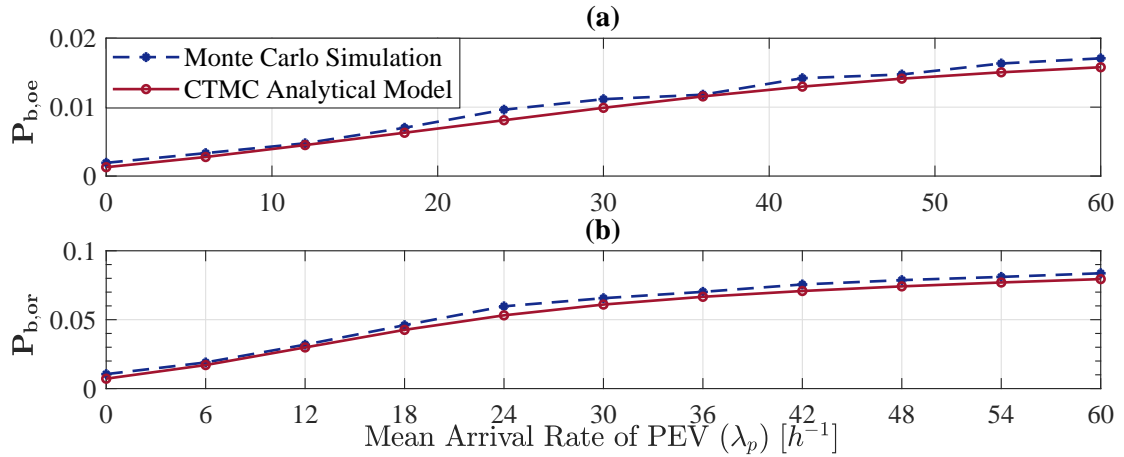 (a)
0.02
Monte Carlo Simulation
CTMC Analytical Model
0.01
0
P_{b,oe}
0 10 20 30 40 50 60
(b)
0.1
0.05
0
P_{b,or}
0 6 12 18 24 30 36 42 48 54 60
Mean Arrival Rate of PEV (λ_p) [h^{-1}]